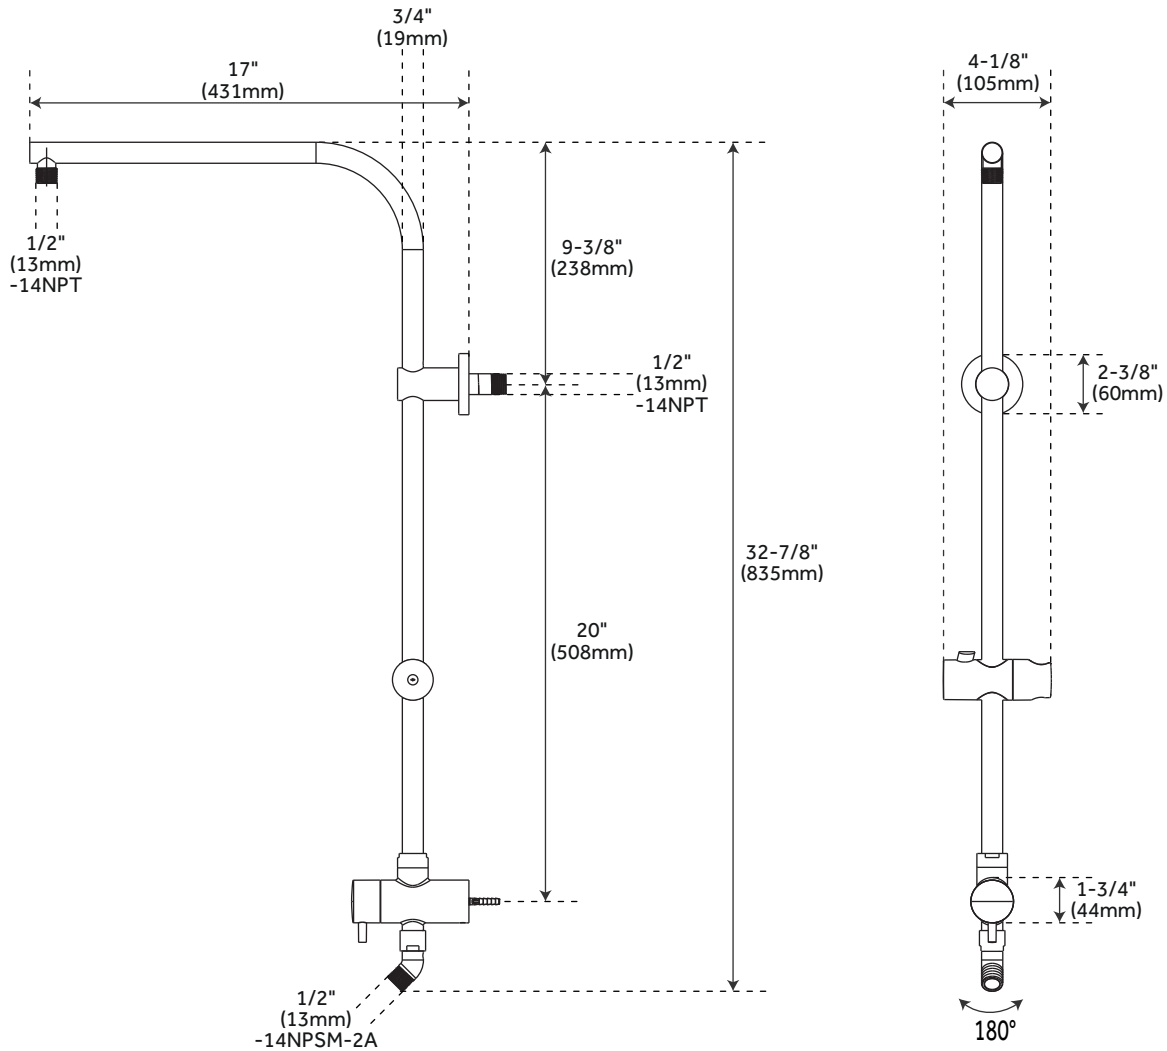 3/4"
(19mm)
17"
(431mm)
4-1/8"
(105mm)
1/2"
(13mm)
-14NPT
9-3/8"
(238mm)
1/2"
(13mm)
-14NPT
2-3/8"
(60mm)
32-7/8"
(835mm)
20"
(508mm)
1-3/4"
(44mm)
1/2"
(13mm)
-14NPSM-2A
180°